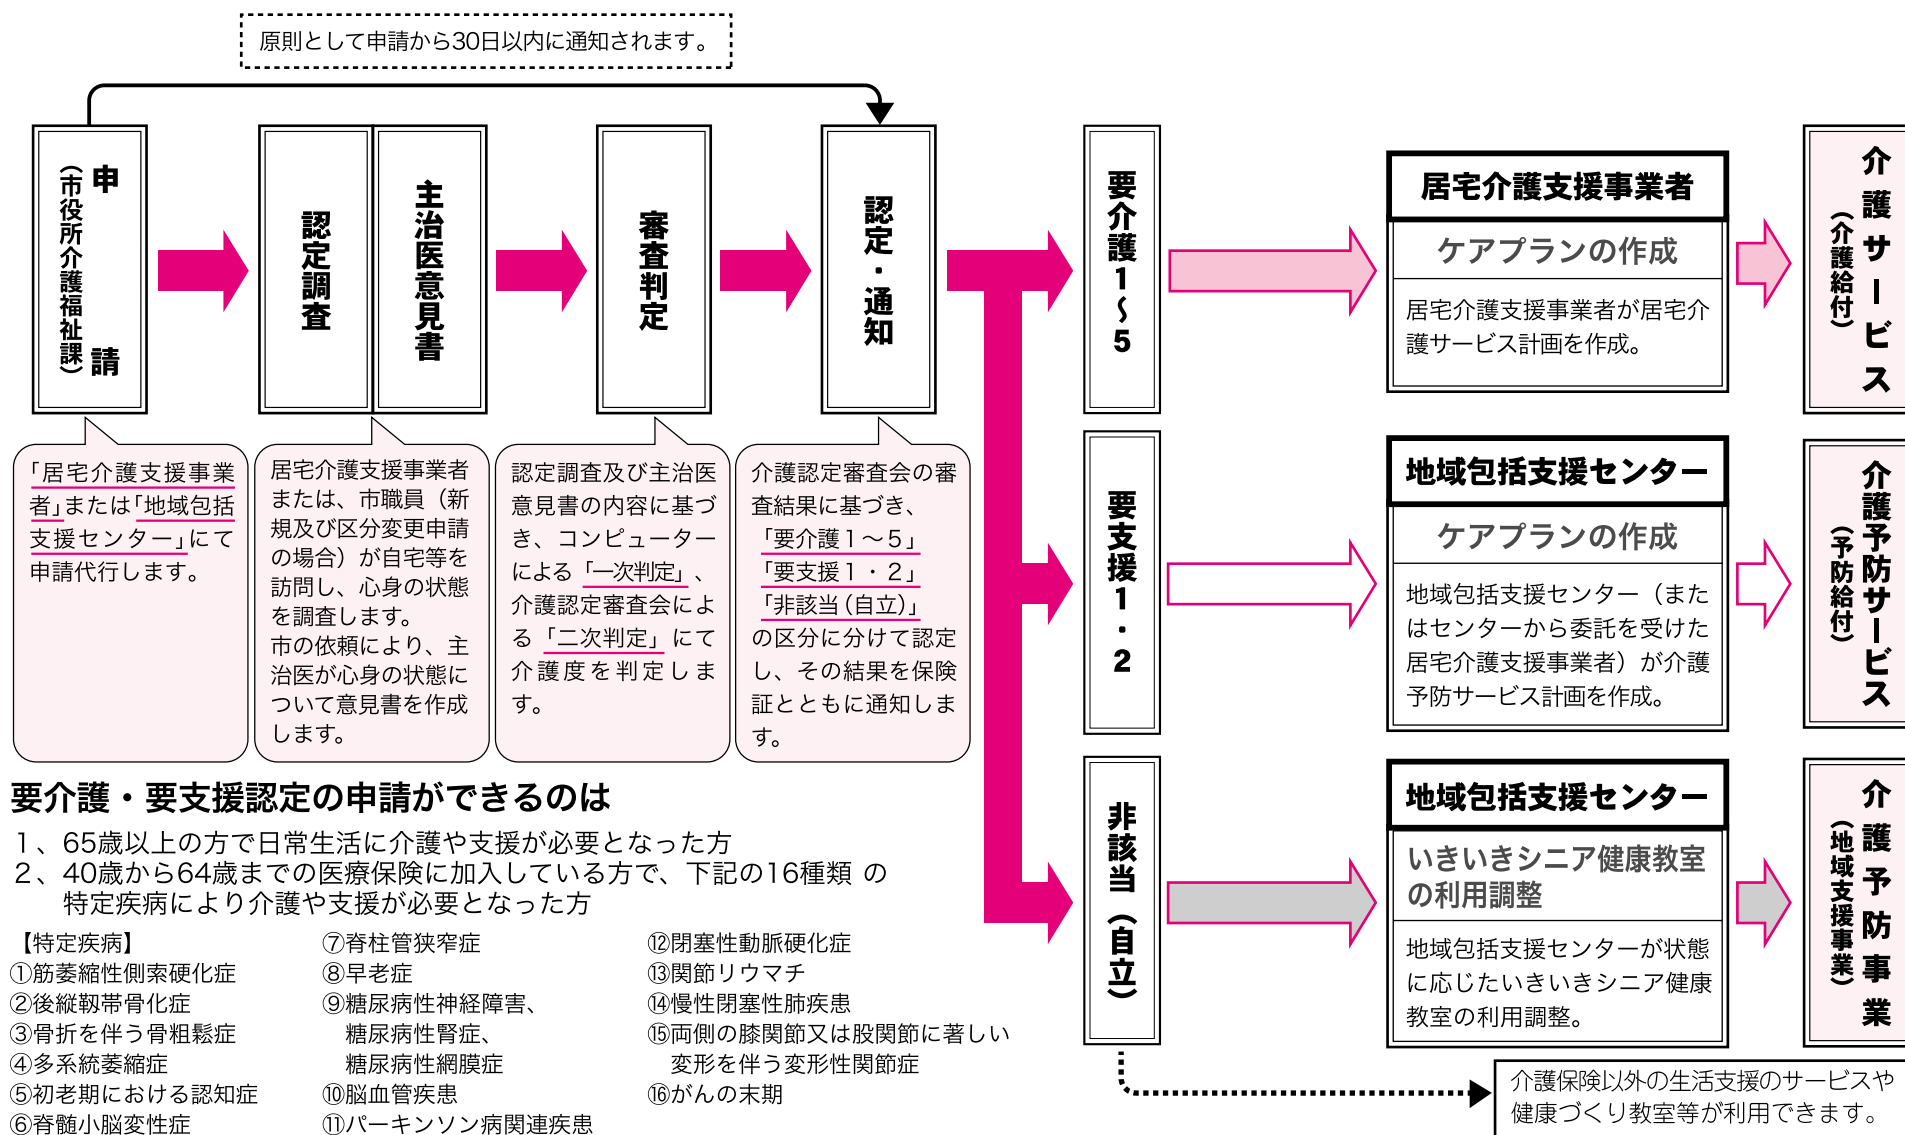 原則として申請から30日以内に通知されます。
申請
（市役所介護福祉課）
認定調査
主治医意見書
審査判定
認定・通知
「居宅介護支援事業
者」または「地域包括
支援センター」にて
申請代行します。
居宅介護支援事業者
または、市職員（新
規及び区分変更申請
の場合）が自宅等を
訪問し、心身の状態
を調査します。
市の依頼により、主
治医が心身の状態に
ついて意見書を作成
します。
認定調査及び主治医
意見書の内容に基づ
き、コンピューター
による「一次判定」、
介護認定審査会によ
る「二次判定」にて
介護度を判定しま
す。
介護認定審査会の審
査結果に基づき、
「要介護１～５」
「要支援１・２」
「非該当（自立）」
の区分に分けて認定
し、その結果を保険
証とともに通知しま
す。
要介護１～５
居宅介護支援事業者
ケアプランの作成
居宅介護支援事業者が居宅介
護サービス計画を作成。
介護サービス
（介護給付）
要支援１・２
地域包括支援センター
ケアプランの作成
地域包括支援センター（また
はセンターから委託を受けた
居宅介護支援事業者）が介護
予防サービス計画を作成。
介護予防サービス
（予防給付）
非該当（自立）
地域包括支援センター
いきいきシニア健康教室
の利用調整
地域包括支援センターが状態
に応じたいきいきシニア健康
教室の利用調整。
介護予防事業
（地域支援事業）
介護保険以外の生活支援のサービスや
健康づくり教室等が利用できます。
要介護・要支援認定の申請ができるのは
１、65歳以上の方で日常生活に介護や支援が必要となった方
２、40歳から64歳までの医療保険に加入している方で、下記の16種類 の
特定疾病により介護や支援が必要となった方
【特定疾病】
①筋萎縮性側索硬化症
②後縦靱帯骨化症
③骨折を伴う骨粗鬆症
④多系統萎縮症
⑤初老期における認知症
⑥脊髄小脳変性症
⑦脊柱管狭窄症
⑧早老症
⑨糖尿病性神経障害、
糖尿病性腎症、
糖尿病性網膜症
⑩脳血管疾患
⑪パーキンソン病関連疾患
⑫閉塞性動脈硬化症
⑬関節リウマチ
⑭慢性閉塞性肺疾患
⑮両側の膝関節又は股関節に著しい
変形を伴う変形性関節症
⑯がんの末期